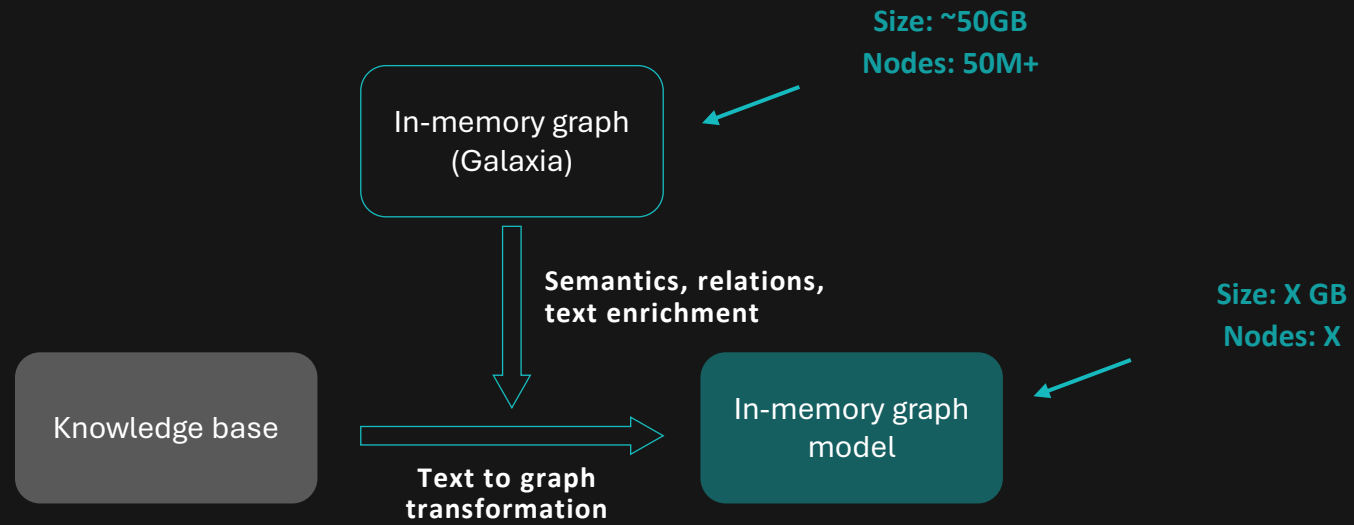 Size: ~50GB
Nodes: 50M+
In-memory graph
(Galaxia)
Semantics, relations,
text enrichment
Size: X GB
Nodes: X
Knowledge base
In-memory graph
model
Text to graph
transformation